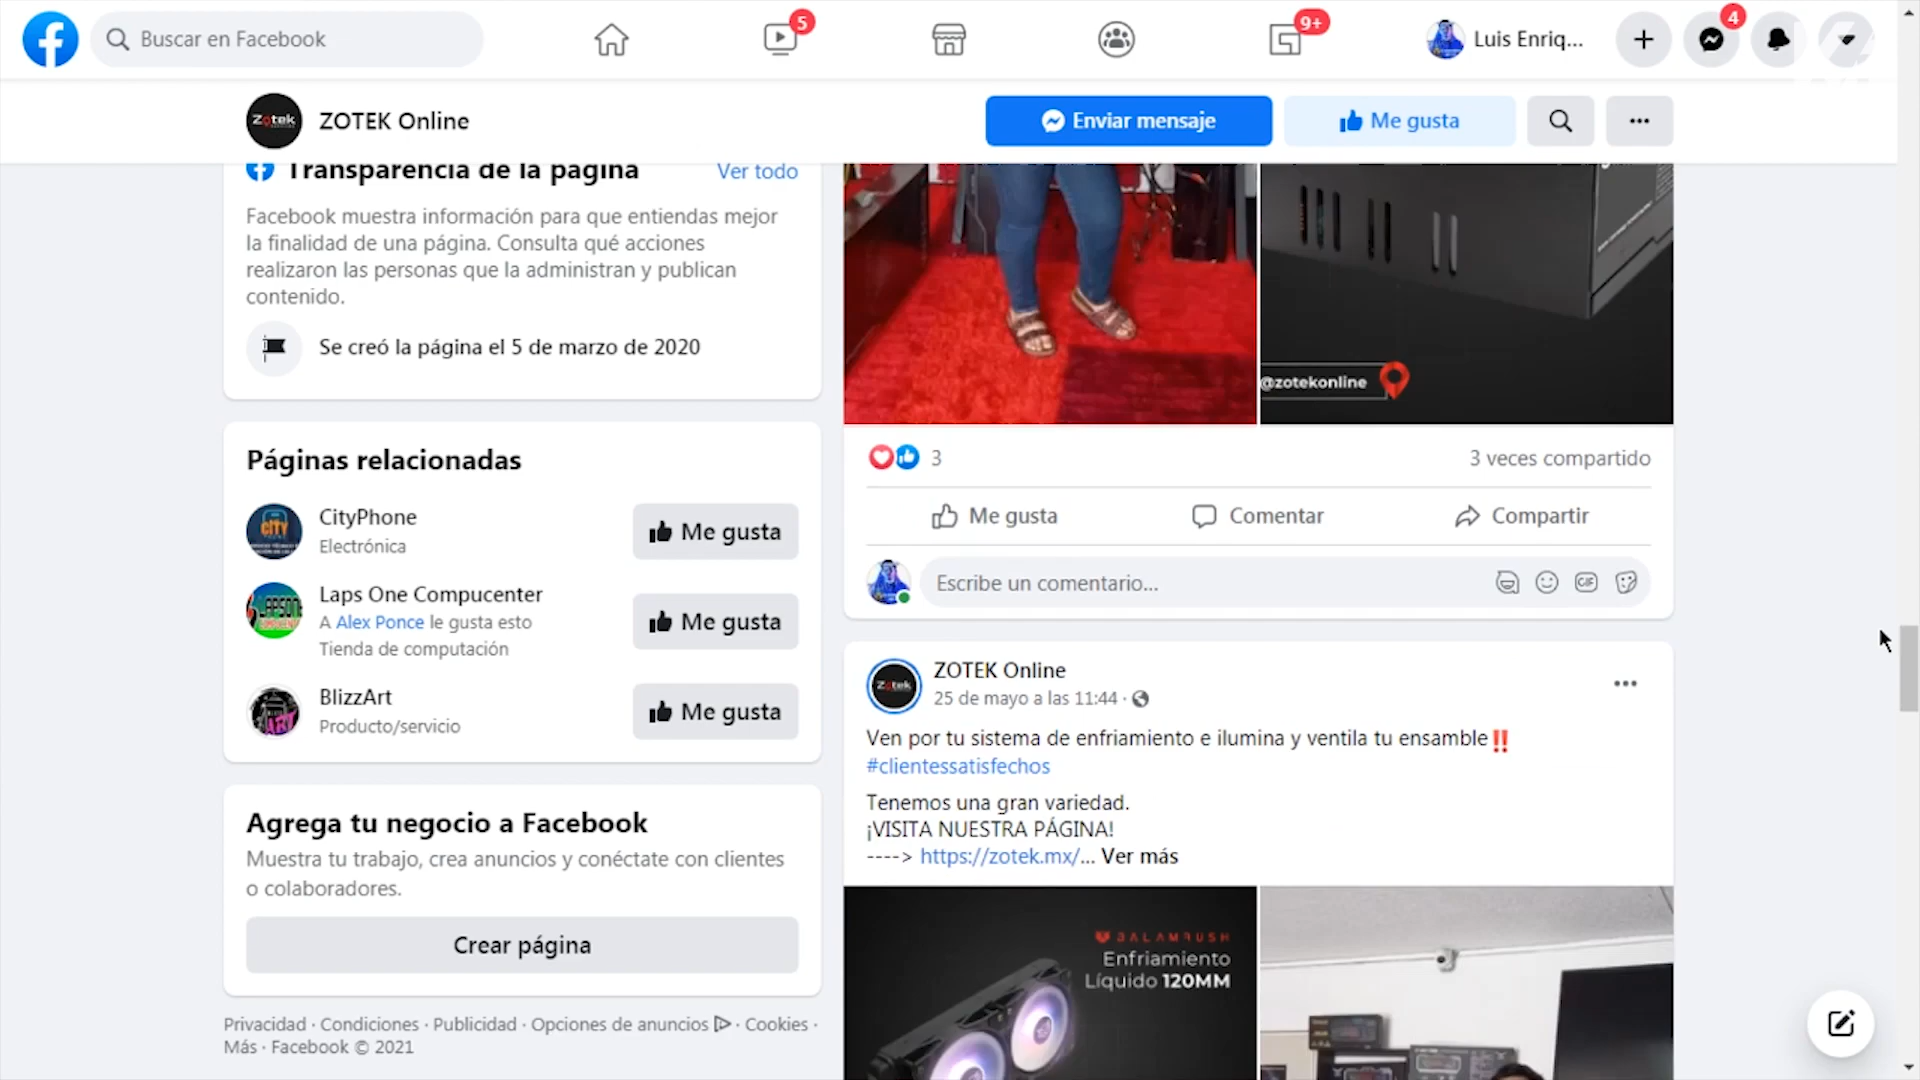 Buscar en Facebook
5
9+
Luis Enriq...
4
Zotek
ZOTEK Online
Enviar mensaje
Me gusta
Transparencia de la página
Ver todo
Facebook muestra información para que entiendas mejor
la finalidad de una página. Consulta qué acciones
realizaron las personas que la administran y publican
contenido.
Se creó la página el 5 de marzo de 2020
Páginas relacionadas
CityPhone
Electrónica
Me gusta
Laps One Compucenter
A Alex Ponce le gusta esto
Tienda de computación
Me gusta
BlizzArt
Producto/servicio
Me gusta
Agrega tu negocio a Facebook
Muestra tu trabajo, crea anuncios y conéctate con clientes
o colaboradores.
Crear página
Privacidad · Condiciones · Publicidad · Opciones de anuncios · Cookies ·
Más · Facebook © 2021
@zotekonline
3
3 veces compartido
Me gusta
Comentar
Compartir
Escribe un comentario...
GIF
Zotek
ZOTEK Online
25 de mayo a las 11:44 ·
Ven por tu sistema de enfriamiento e ilumina y ventila tu ensamble‼
#clientessatisfechos
Tenemos una gran variedad.
¡VISITA NUESTRA PÁGINA!
----> https://zotek.mx/... Ver más
BALAMRUSH
Enfriamiento
Líquido 120MM